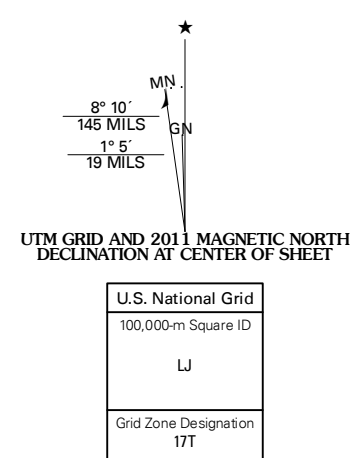 ★
MN
8° 10´
145 MILS
GN
1° 5´
19 MILS
UTM GRID AND 2011 MAGNETIC NORTH
DECLINATION AT CENTER OF SHEET
U.S. National Grid
100,000-m Square ID
LJ
Grid Zone Designation
17T